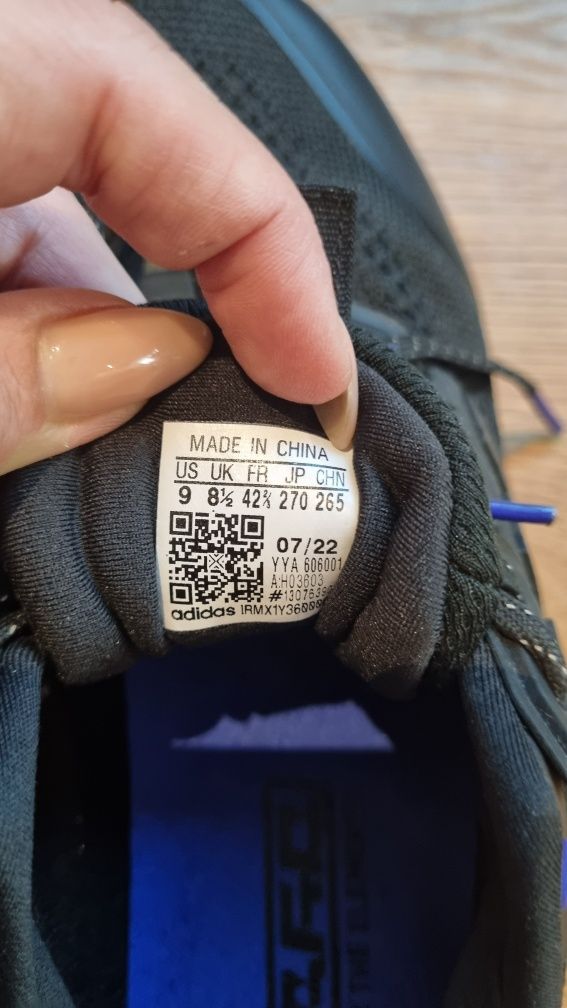 MADE IN CHINA
US UK FR JP CHN
9 8½ 42⅔ 270 265
07/22
YYA 606001
A:H03603
adidas
THE